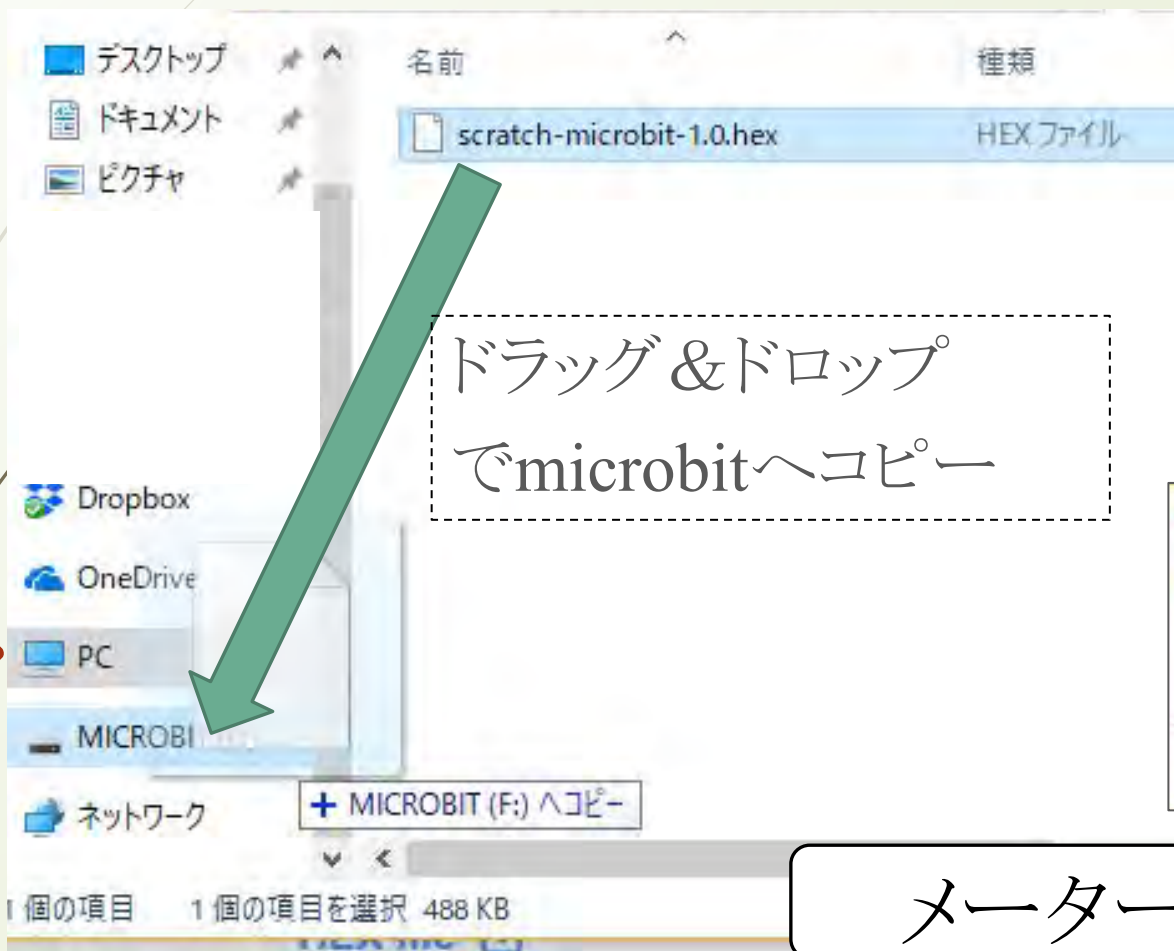 デスクトップ
ドキュメント
ピクチャ
名前
種類
scratch-microbit-1.0.hex
HEX ファイル
ドラッグ&ドロップ
でmicrobitへコピー
Dropbox
OneDrive
PC
MICROBI
ネットワーク
+ MICROBIT (F:) へコピー
個の項目
1 個の項目を選択 488 KB
メーター